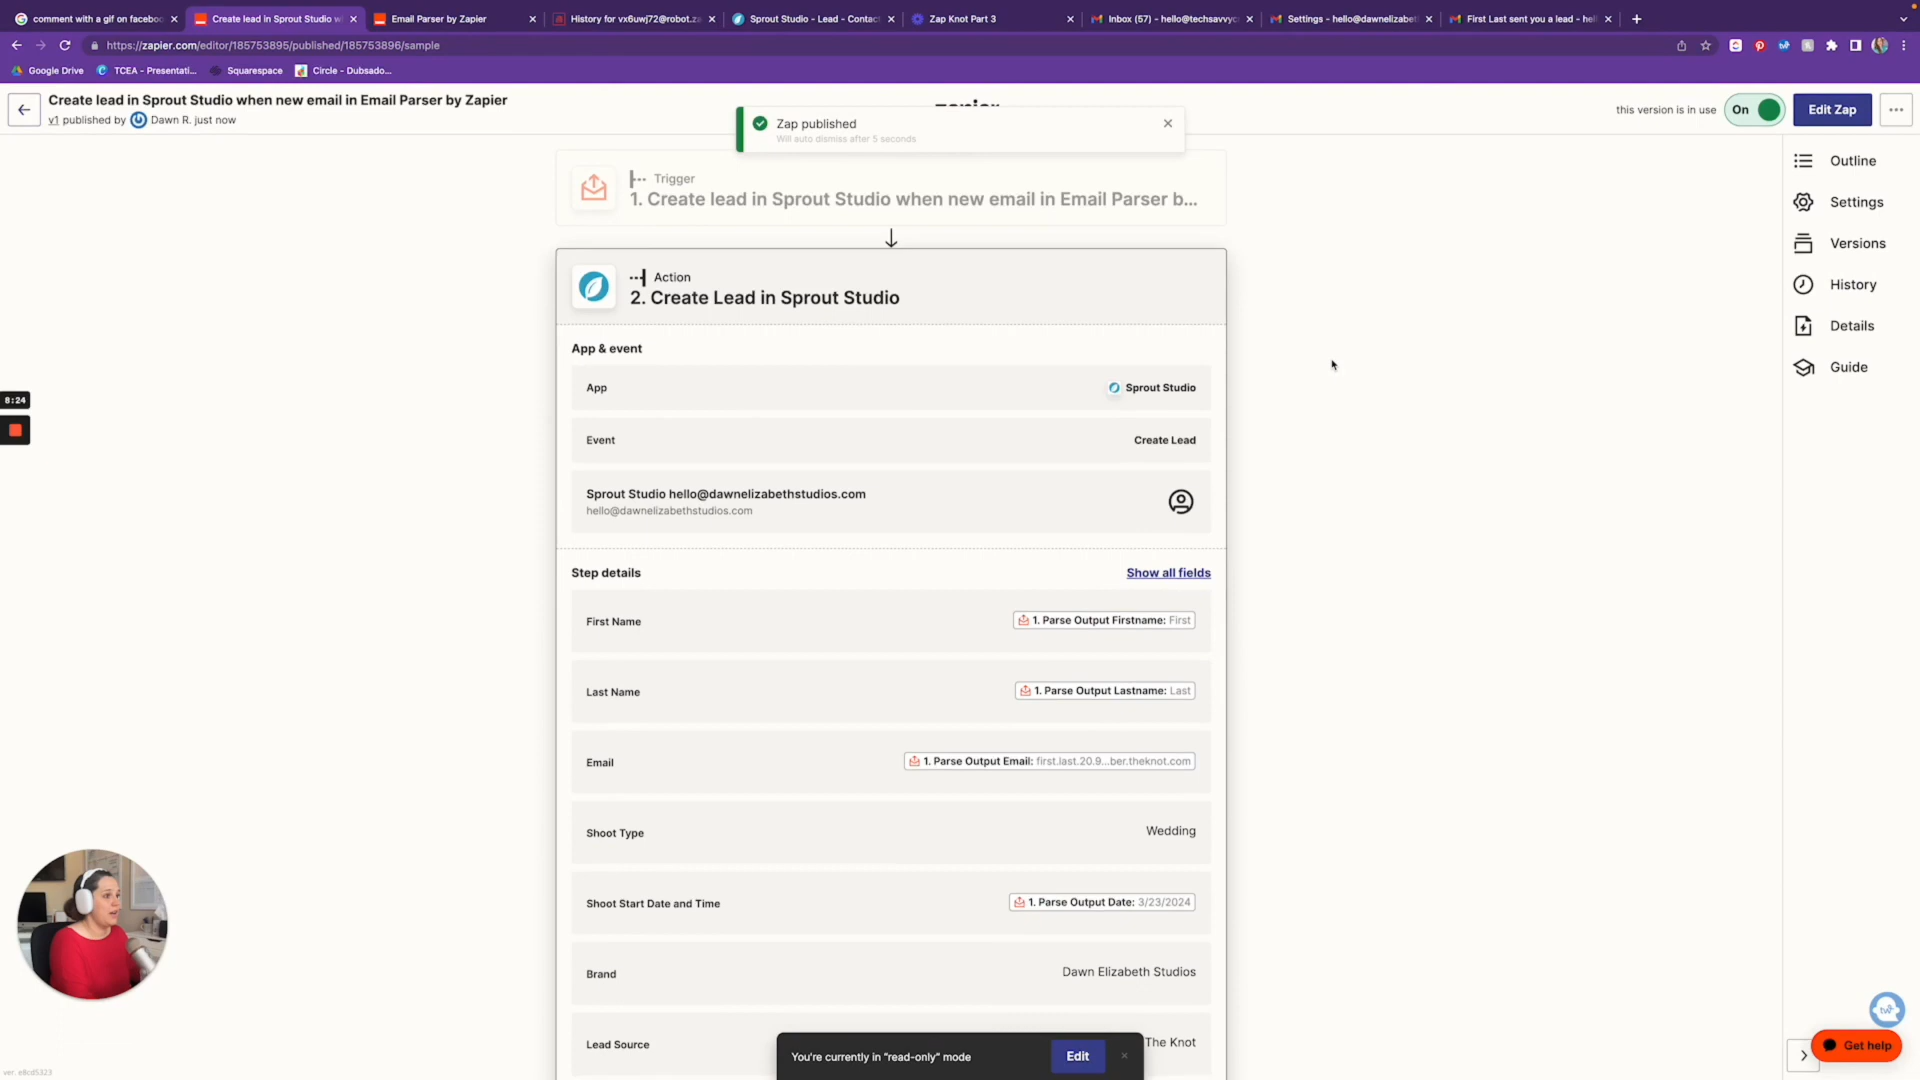 comment with a gif on facebo
Create lead in Sprout Studio w
Email Parser by Zapier
History for vx6uwj72@robot.z
Sprout Studio - Lead - Contac
Zap Knot Part 3
Inbox (57) - hello@techsavvyc
Settings - hello@dawnelizabet
First Last sent you a lead - hel
https://zapier.com/editor/185753895/published/185753896/sample
Google Drive
TCEA - Presentati...
Squarespace
Circle - Dubsado...
Create lead in Sprout Studio when new email in Email Parser by Zapier
v1 published by Dawn R. just now
this version is in use
On
Edit Zap
Zap published
Will auto dismiss after 5 seconds
Trigger
1. Create lead in Sprout Studio when new email in Email Parser b...
Action
2. Create Lead in Sprout Studio
App & event
App
Sprout Studio
Event
Create Lead
Sprout Studio hello@dawnelizabethstudios.com
hello@dawnelizabethstudios.com
Step details
Show all fields
First Name
1. Parse Output Firstname: First
Last Name
1. Parse Output Lastname: Last
Email
1. Parse Output Email: first.last.20.9...ber.theknot.com
Shoot Type
Wedding
Shoot Start Date and Time
1. Parse Output Date: 3/23/2024
Brand
Dawn Elizabeth Studios
Lead Source
The Knot
You're currently in "read-only" mode
Edit
Outline
Settings
Versions
History
Details
Guide
8:24
Get help
ver. e8cd5323